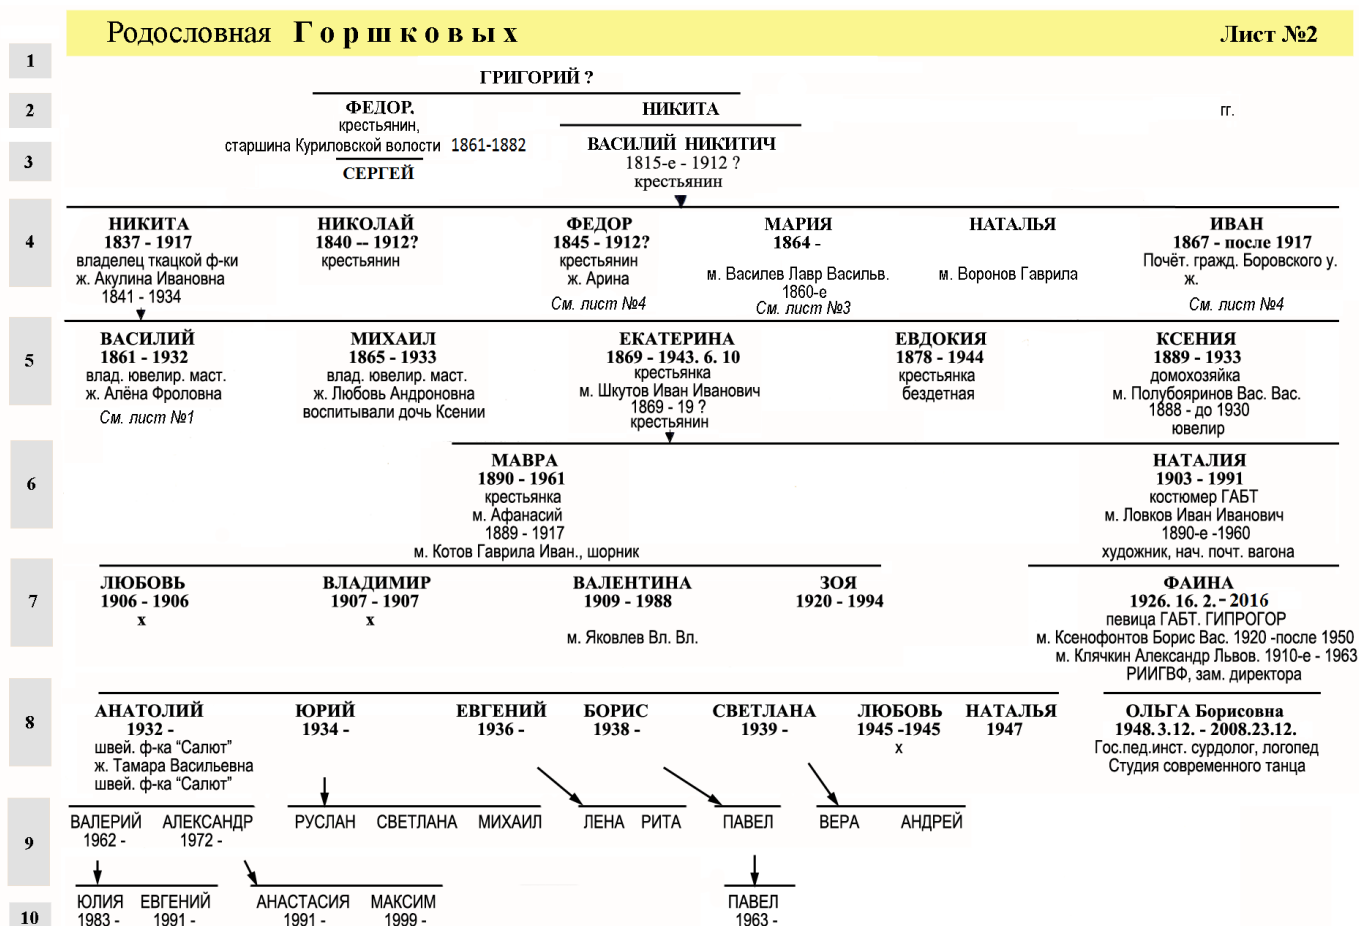 Родословная Горшковых Лист №2
1
ГРИГОРИЙ ?
2
ФЕДОР, НИКИТА гг.
крестьянин,
старшина Куриловской волости 1861-1882
ВАСИЛИЙ НИКИТИЧ
3
1815-е - 1912 ?
СЕРГЕЙ
крестьянин
4
НИКИТА НИКОЛАЙ ФЕДОР МАРИЯ НАТАЛЬЯ ИВАН
1837 - 1917 1840 -- 1912? 1845 - 1912? 1864 - 1867 - после 1917
владелец ткацкой ф-ки крестьянин крестьянин Почёт. гражд. Боровского у.
ж. Акулина Ивановна ж. Арина м. Василев Лавр Васильв. м. Воронов Гаврила ж.
1841 - 1934 1860-е
См. лист №4 См. лист №3 См. лист №4
5
ВАСИЛИЙ МИХАИЛ ЕКАТЕРИНА ЕВДОКИЯ КСЕНИЯ
1861 - 1932 1865 - 1933 1869 - 1943. 6. 10 1878 - 1944 1889 - 1933
влад. ювелир. маст. влад. ювелир. маст. крестьянка крестьянка домохозяйка
ж. Алёна Фроловна ж. Любовь Андроновна м. Шкутов Иван Иванович бездетная м. Полубояринов Вас. Вас.
См. лист №1 воспитывали дочь Ксении 1869 - 19 ? 1888 - до 1930
крестьянин ювелир
6
МАВРА НАТАЛИЯ
1890 - 1961 1903 - 1991
крестьянка костюмер ГАБТ
м. Афанасий м. Ловков Иван Иванович
1889 - 1917 1890-е -1960
м. Котов Гаврила Иван., шорник художник, нач. почт. вагона
7
ЛЮБОВЬ ВЛАДИМИР ВАЛЕНТИНА ЗОЯ ФАИНА
1906 - 1906 1907 - 1907 1909 - 1988 1920 - 1994 1926. 16. 2. - 2016
х х певица ГАБТ. ГИПРОГОР
м. Яковлев Вл. Вл. м. Ксенофонтов Борис Вас. 1920 -после 1950
м. Клячкин Александр Львов. 1910-е - 1963
РИИГВФ, зам. директора
8
АНАТОЛИЙ ЮРИЙ ЕВГЕНИЙ БОРИС СВЕТЛАНА ЛЮБОВЬ НАТАЛЬЯ ОЛЬГА Борисовна
1932 - 1934 - 1936 - 1938 - 1939 - 1945 -1945 1947 1948.3.12. - 2008.23.12.
швей. ф-ка “Салют” х Гос.пед.инст. сурдолог, логопед
ж. Тамара Васильевна Студия современного танца
швей. ф-ка “Салют”
9
ВАЛЕРИЙ АЛЕКСАНДР РУСЛАН СВЕТЛАНА МИХАИЛ ЛЕНА РИТА ПАВЕЛ ВЕРА АНДРЕЙ
1962 - 1972 -
10
ЮЛИЯ ЕВГЕНИЙ АНАСТАСИЯ МАКСИМ ПАВЕЛ
1983 - 1991 - 1991 - 1999 - 1963 -